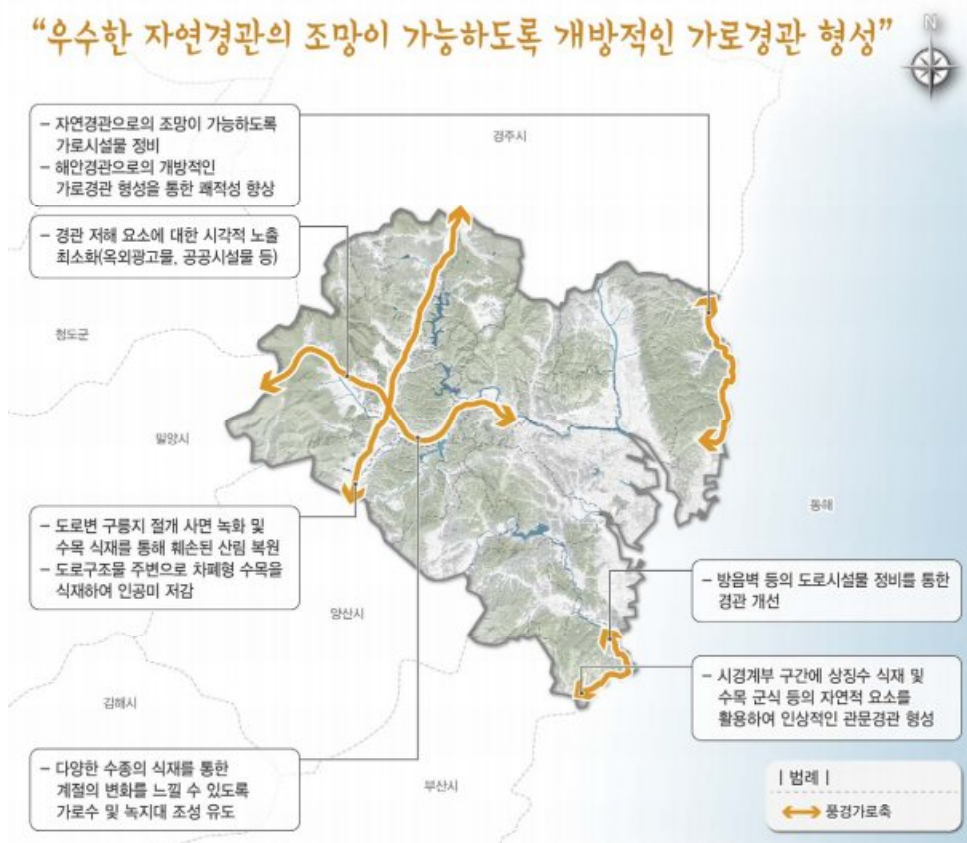 “우수한 자연경관의 조망이 가능하도록 개방적인 가로경관 형성”
N
– 자연경관으로의 조망이 가능하도록
가로시설물 정비
– 해안경관으로의 개방적인
가로경관 형성을 통한 쾌적성 향상
경주시
– 경관 저해 요소에 대한 시각적 노출
최소화(옥외광고물, 공공시설물 등)
청도군
밀양시
동해
– 도로변 구릉지 절개 사면 녹화 및
수목 식재를 통해 훼손된 산림 복원
– 도로구조물 주변으로 차폐형 수목을
식재하여 인공미 저감
– 방음벽 등의 도로시설물 정비를 통한
경관 개선
양산시
– 시경계부 구간에 상징수 식재 및
수목 군식 등의 자연적 요소를
활용하여 인상적인 관문경관 형성
김해시
– 다양한 수종의 식재를 통한
계절의 변화를 느낄 수 있도록
가로수 및 녹지대 조성 유도
부산시
| 범례 |
풍경가로축